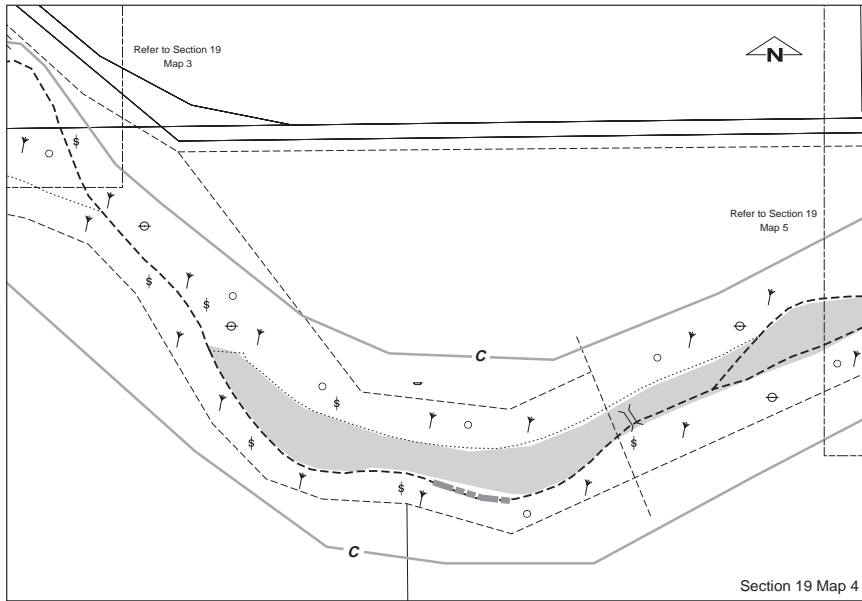 Refer to Section 19
Map 3
N
Refer to Section 19
Map 5
C
C
Section 19 Map 4